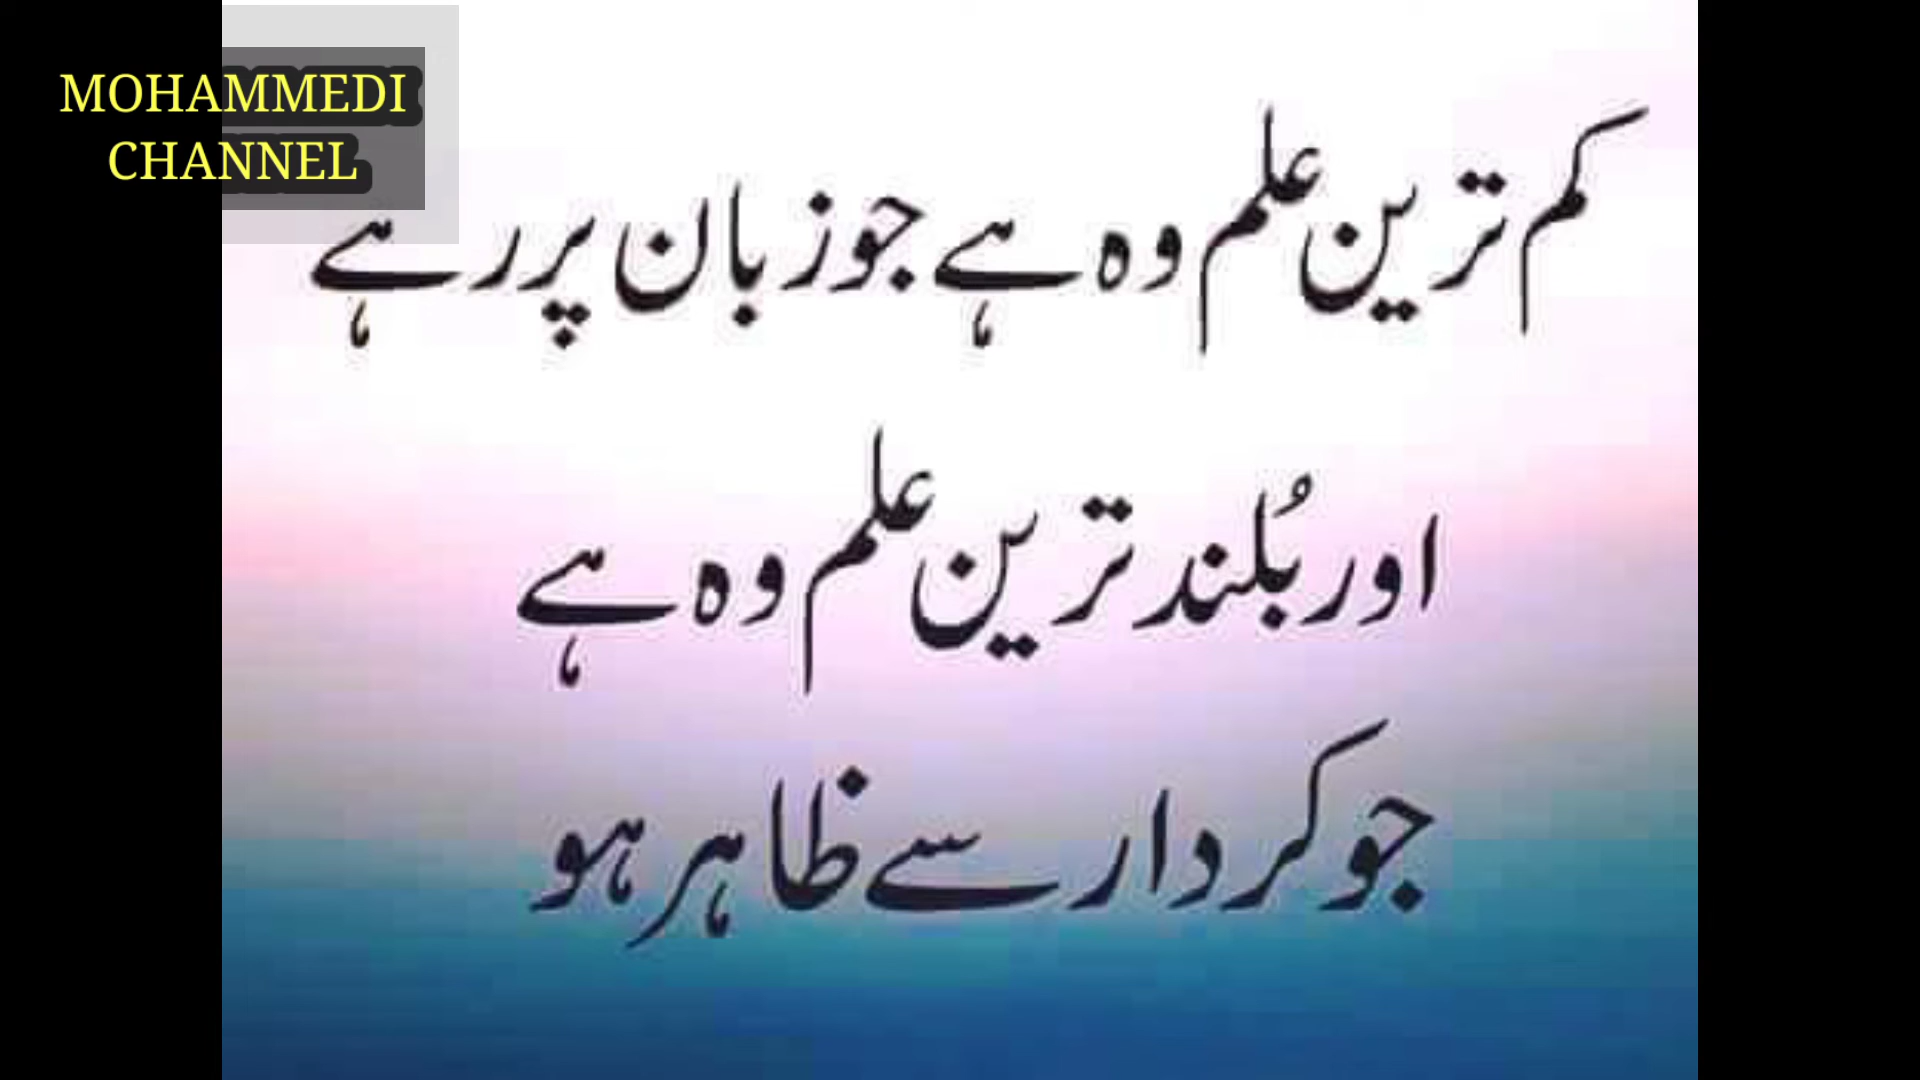 MOHAMMEDI
CHANNEL
کم ترین علم وہ ہے جو زبان پر رہے
اور بُلند ترین علم وہ ہے
جو کردار سے ظاہر ہو